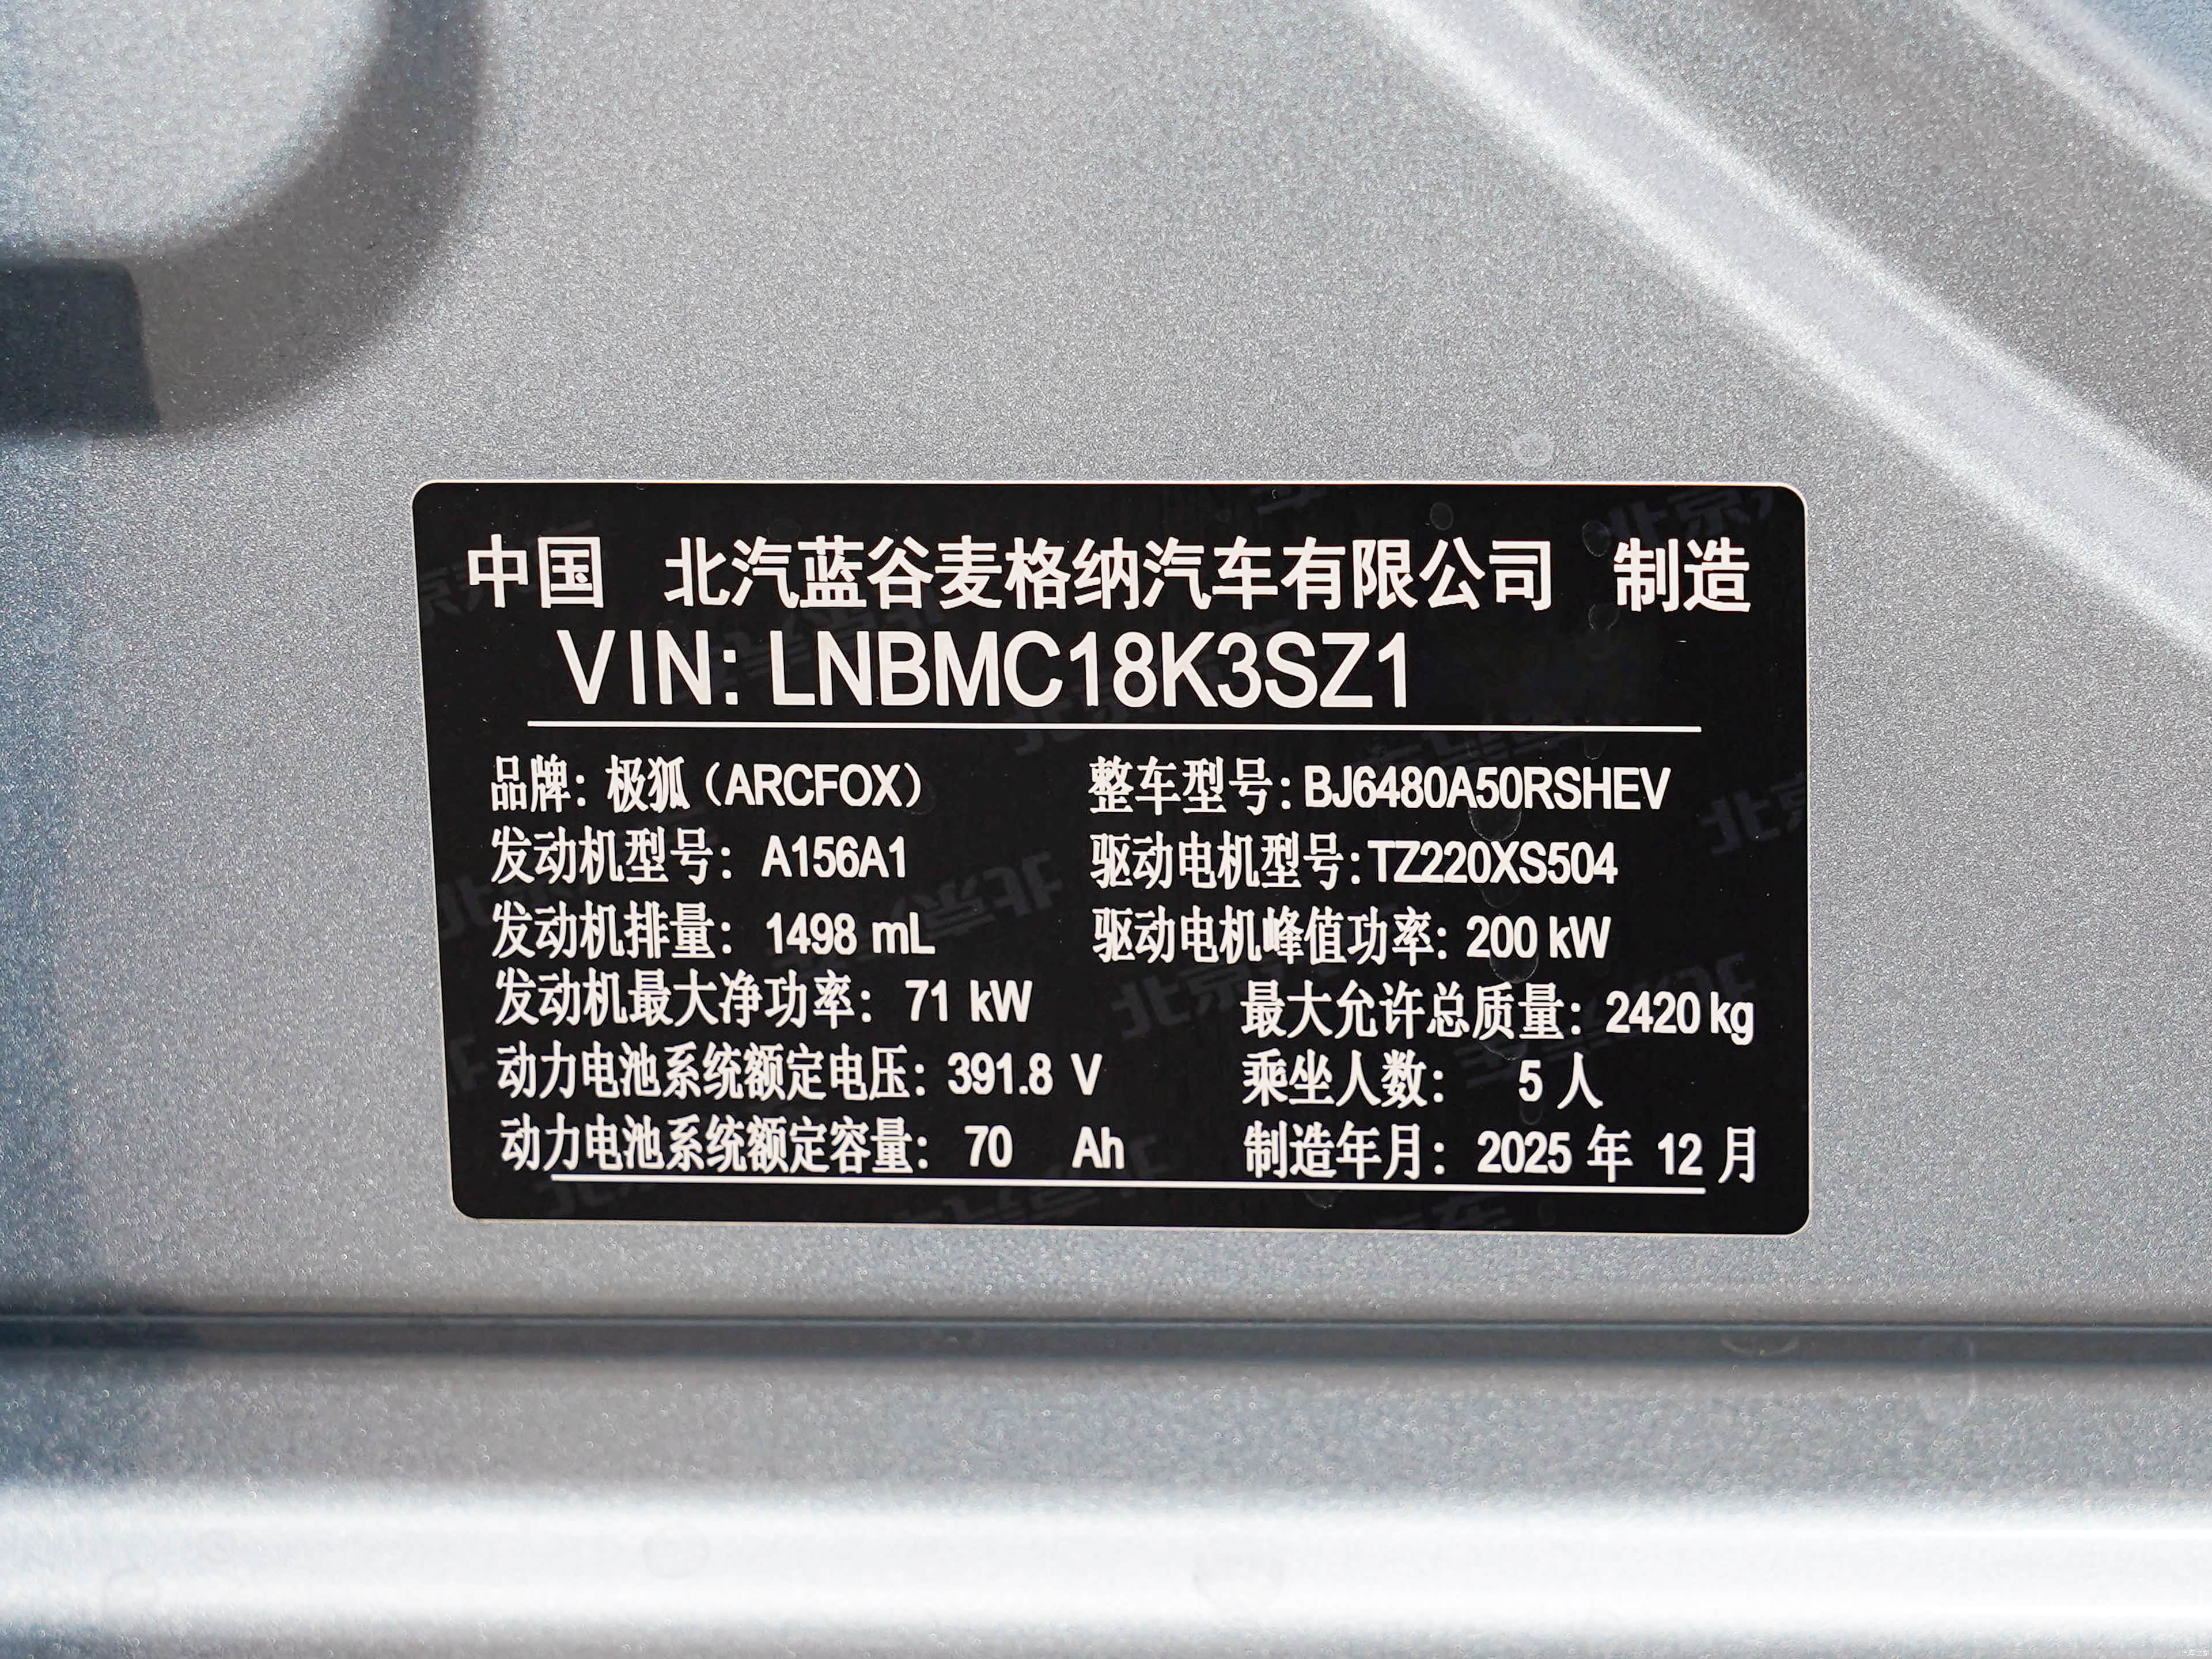 中国 北汽蓝谷麦格纳汽车有限公司 制造
VIN: LNBMC18K3SZ1
品牌: 极狐（ARCFOX） 整车型号: BJ6480A50RSHEV
发动机型号: A156A1 驱动电机型号: TZ220XS504
发动机排量: 1498 mL 驱动电机峰值功率: 200 kW
发动机最大净功率: 71 kW 最大允许总质量: 2420 kg
动力电池系统额定电压: 391.8 V 乘坐人数: 5 人
动力电池系统额定容量: 70 Ah 制造年月: 2025 年 12 月